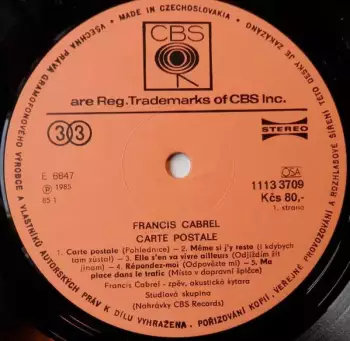 MADE IN CZECHOSLOVAKIA
VŠECHNA PRÁVA GRAMOFONOVÉHO VÝROBCE A VLASTNÍKŮ AUTORSKÝCH PRÁV K DÍLU VYHRAŽENA. POŘIZOVÁNÍ KOPIÍ, VEŘEJNÉ PROVOZOVÁNÍ A ROZHLASOVÉ ŠÍŘENÍ TÉTO DESKY JE ZAKÁZÁNO
CBS
are Reg. Trademarks of CBS Inc.
33
STEREO
E 6647
Ⓟ 1985
85 1
OSA
1113 3709
Kčs 80,-
1. strana
FRANCIS CABREL
CARTE POSTALE
1. Carte postale (Pohlednice) - 2. Même si j'y reste (I kdybych
tam zůstal) - 3. Elle s'en va vivre ailleurs (Odjíždím žít
jinam) - 4. Répondez-moi (Odpovězte mi) - 5. Ma
place dans le trafic (Místo v dopravní špičce)
Francis Cabrel - zpěv, akustická kytara
Studiová skupina
(Nahrávky CBS Records)